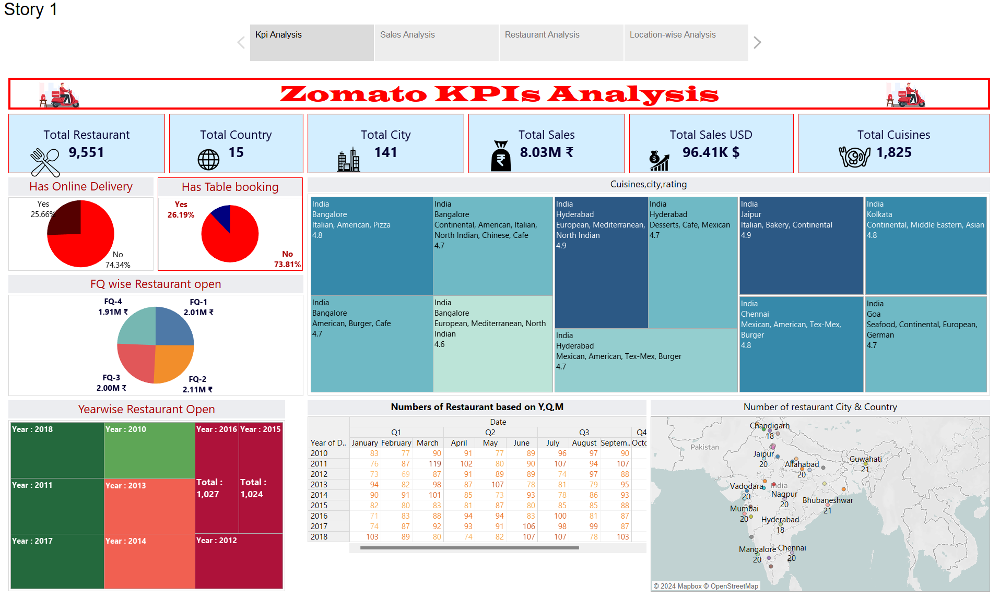 Story 1
Kpi Analysis
Sales Analysis
Restaurant Analysis
Location-wise Analysis
Zomato KPIs Analysis
Total Restaurant
9,551
Total Country
15
Total City
141
Total Sales
8.03M ₹
Total Sales USD
96.41K $
Total Cuisines
1,825
Has Online Delivery
Yes
25.66%
No
74.34%
Has Table booking
Yes
26.19%
No
73.81%
FQ wise Restaurant open
FQ-4
1.91M ₹
FQ-1
2.01M ₹
FQ-3
2.00M ₹
FQ-2
2.11M ₹
Cuisines,city,rating
India
Bangalore
Italian, American, Pizza
4.8
India
Bangalore
Continental, American, Italian,
North Indian, Chinese, Cafe
4.7
India
Bangalore
American, Burger, Cafe
4.7
India
Bangalore
European, Mediterranean, North
Indian
4.6
India
Hyderabad
European, Mediterranean,
North Indian
4.9
India
Hyderabad
Desserts, Cafe, Mexican
4.7
India
Hyderabad
Mexican, American, Tex-Mex, Burger
4.7
India
Jaipur
Italian, Bakery, Continental
4.9
India
Kolkata
Continental, Middle Eastern, Asian
4.8
India
Chennai
Mexican, American, Tex-Mex,
Burger
4.8
India
Goa
Seafood, Continental, European,
German
4.7
Yearwise Restaurant Open
Year : 2018
Year : 2011
Year : 2017
Year : 2010
Year : 2013
Year : 2014
Year : 2016
Total :
1,027
Year : 2015
Total :
1,024
Year : 2012
Numbers of Restaurant based on Y,Q,M
Date
Q1 Q2 Q3 Q4
Year of D.. January February March April May June July August Septem.. Octo
2010 83 77 90 91 77 89 96 97 90
2011 76 87 119 102 80 90 107 94 107
2012 73 69 87 91 89 89 74 97 88
2013 94 82 98 87 107 78 81 79 95
2014 90 91 101 85 73 93 78 86 93
2015 82 80 83 81 87 80 85 85 88
2016 71 83 88 94 94 83 100 81 87
2017 74 87 92 93 91 106 98 99 87
2018 103 89 80 74 82 107 107 78 103
Number of restaurant City & Country
Chandigarh
18
Pakistan
Jaipur
20
Allahabad
20
Guwahati
21
Vadodara
20
India
Nagpur
20
Bhubaneshwar
21
Mumbai
20
Hyderabad
18
Mangalore
20
Chennai
20
© 2024 Mapbox © OpenStreetMap